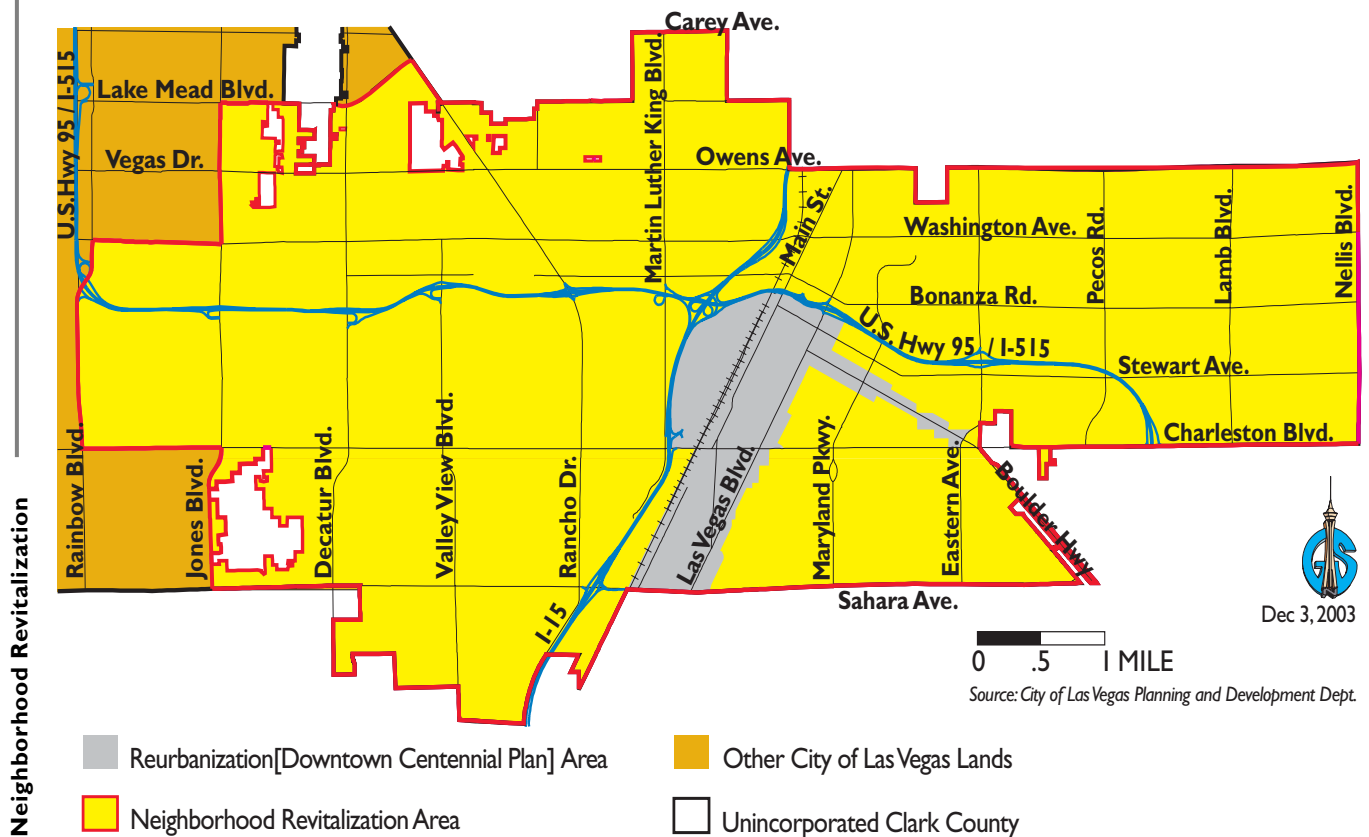 Carey Ave.
U.S.Hwy 95 / I-515
Lake Mead Blvd.
Martin Luther King Blvd.
Vegas Dr.
Owens Ave.
Main St.
Washington Ave.
Pecos Rd.
Lamb Blvd.
Nellis Blvd.
Bonanza Rd.
U.S. Hwy 95 / I-515
Stewart Ave.
Charleston Blvd.
Rainbow Blvd.
Jones Blvd.
Decatur Blvd.
Valley View Blvd.
Rancho Dr.
Las Vegas Blvd.
Maryland Pkwy.
Eastern Ave.
Boulder Hwy
Sahara Ave.
I-15
GIS
N
Dec 3, 2003
0 .5 1 MILE
Source: City of Las Vegas Planning and Development Dept.
Neighborhood Revitalization
Reurbanization[Downtown Centennial Plan] Area
Other City of Las Vegas Lands
Neighborhood Revitalization Area
Unincorporated Clark County